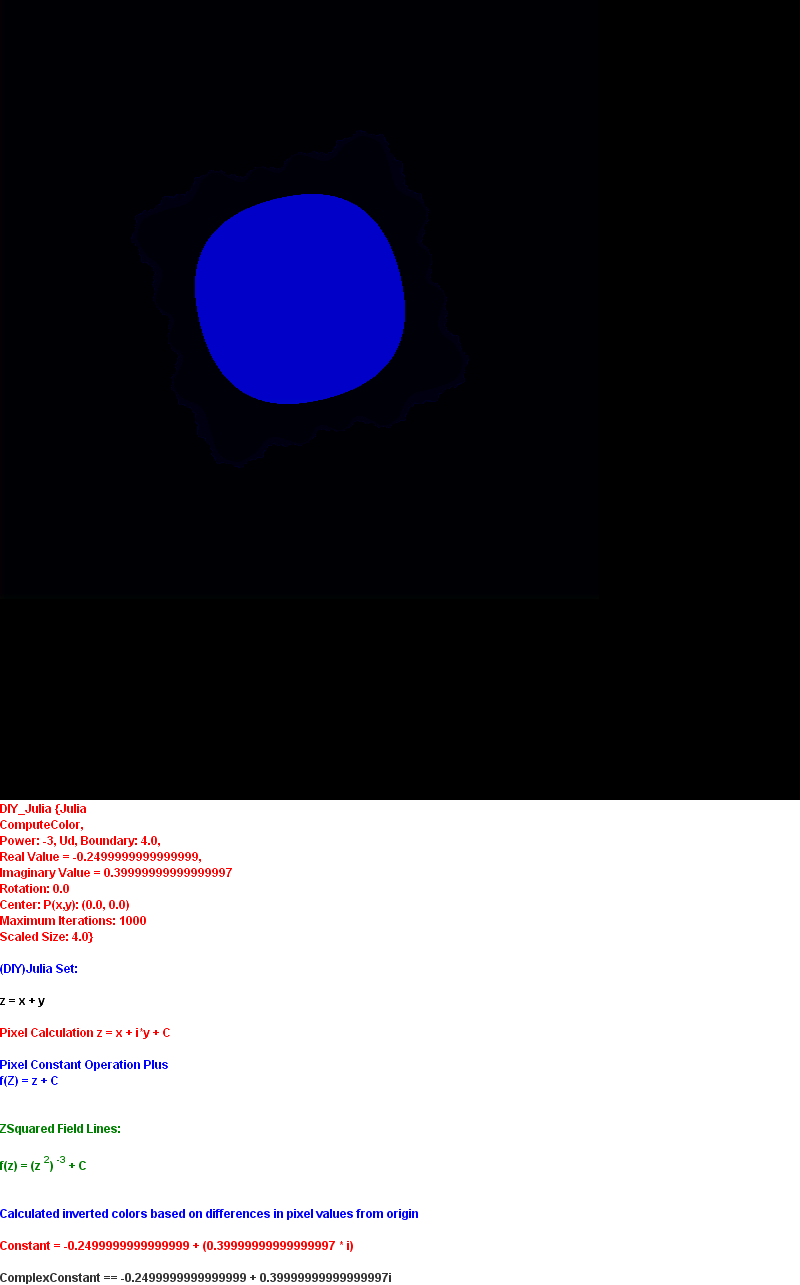 DIY_Julia {Julia
ComputeColor,
Power: -3, Ud, Boundary: 4.0,
Real Value = -0.2499999999999999,
Imaginary Value = 0.39999999999999997
Rotation: 0.0
Center: P(x,y): (0.0, 0.0)
Maximum Iterations: 1000
Scaled Size: 4.0}
(DIY)Julia Set:
z = x + y
Pixel Calculation z = x + i*y + C
Pixel Constant Operation Plus
f(Z) = z + C
ZSquared Field Lines:
f(z) = (z 2) -3 + C
Calculated inverted colors based on differences in pixel values from origin
Constant = -0.2499999999999999 + (0.39999999999999997 * i)
ComplexConstant == -0.2499999999999999 + 0.39999999999999997i